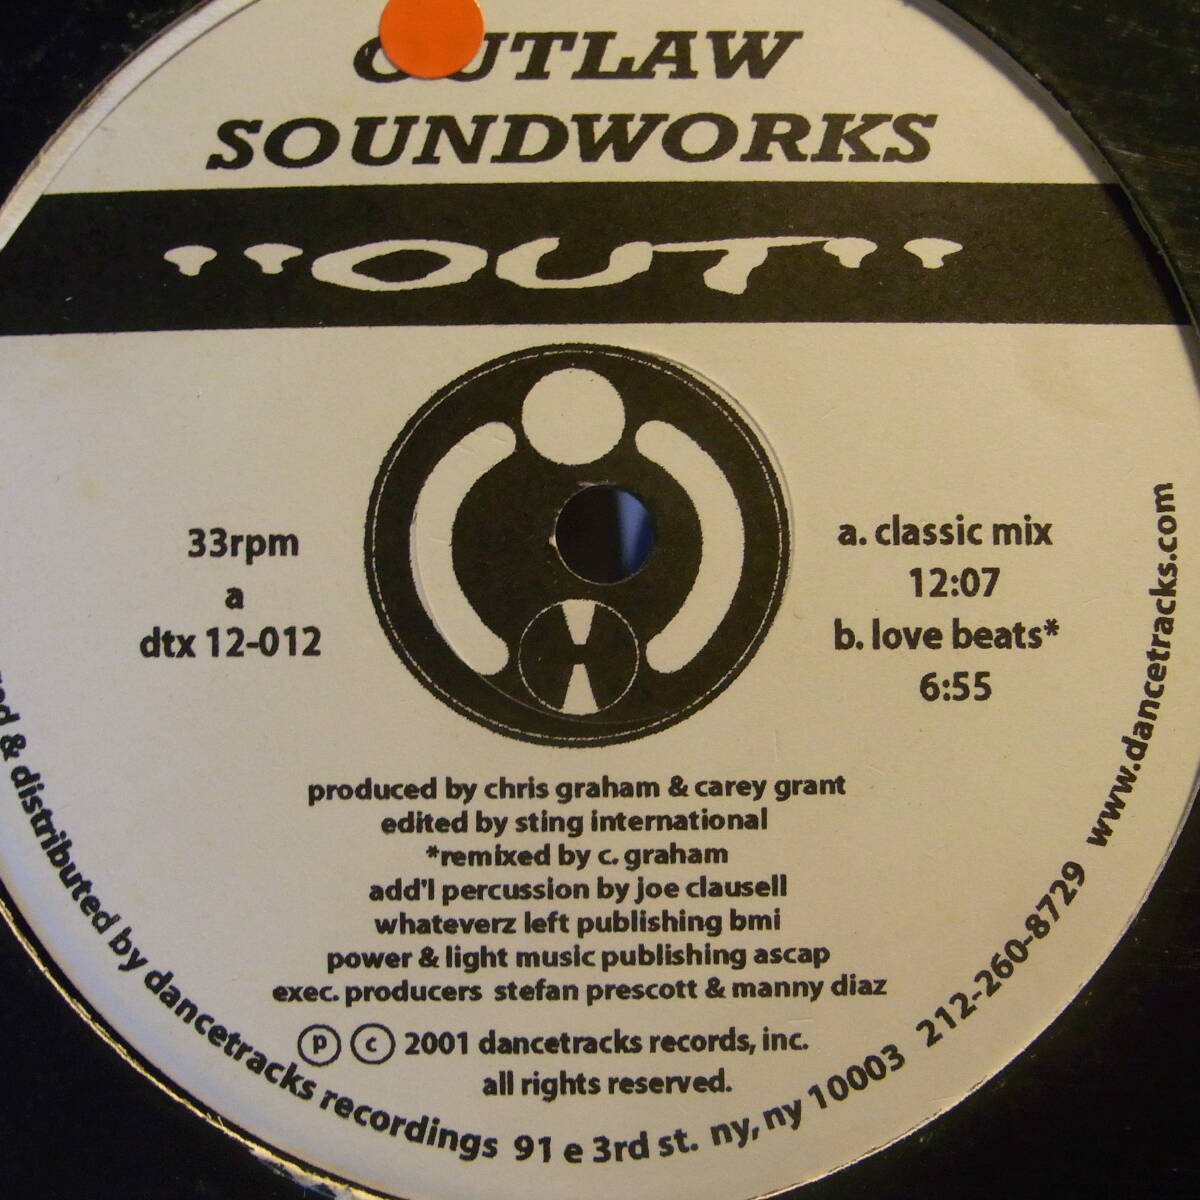 OUTLAW
SOUNDWORKS
"OUT"
33rpm
a
dtx 12-012
a. classic mix
12:07
b. love beats*
6:55
produced by chris graham & carey grant
edited by sting international
*remixed by c. graham
add'l percussion by joe clausell
whateverz left publishing bmi
power & light music publishing ascap
exec. producers stefan prescott & manny diaz
p c 2001 dancetracks records, inc.
all rights reserved.
& distributed by dancetracks recordings 91 e 3rd st. ny, ny 10003 212-260-8729 www.dancetracks.com